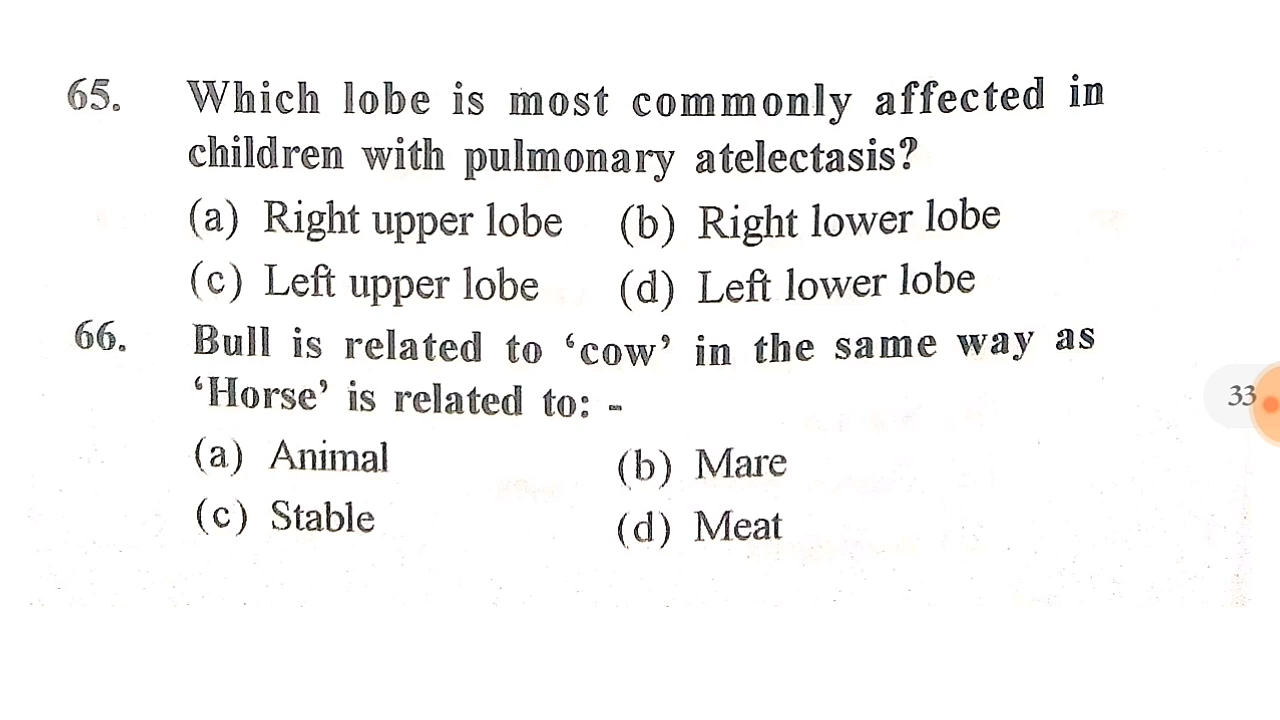 65. Which lobe is most commonly affected in
children with pulmonary atelectasis?
(a) Right upper lobe (b) Right lower lobe
(c) Left upper lobe (d) Left lower lobe
66. Bull is related to ‘cow’ in the same way as
‘Horse’ is related to: -
(a) Animal (b) Mare
(c) Stable (d) Meat
33